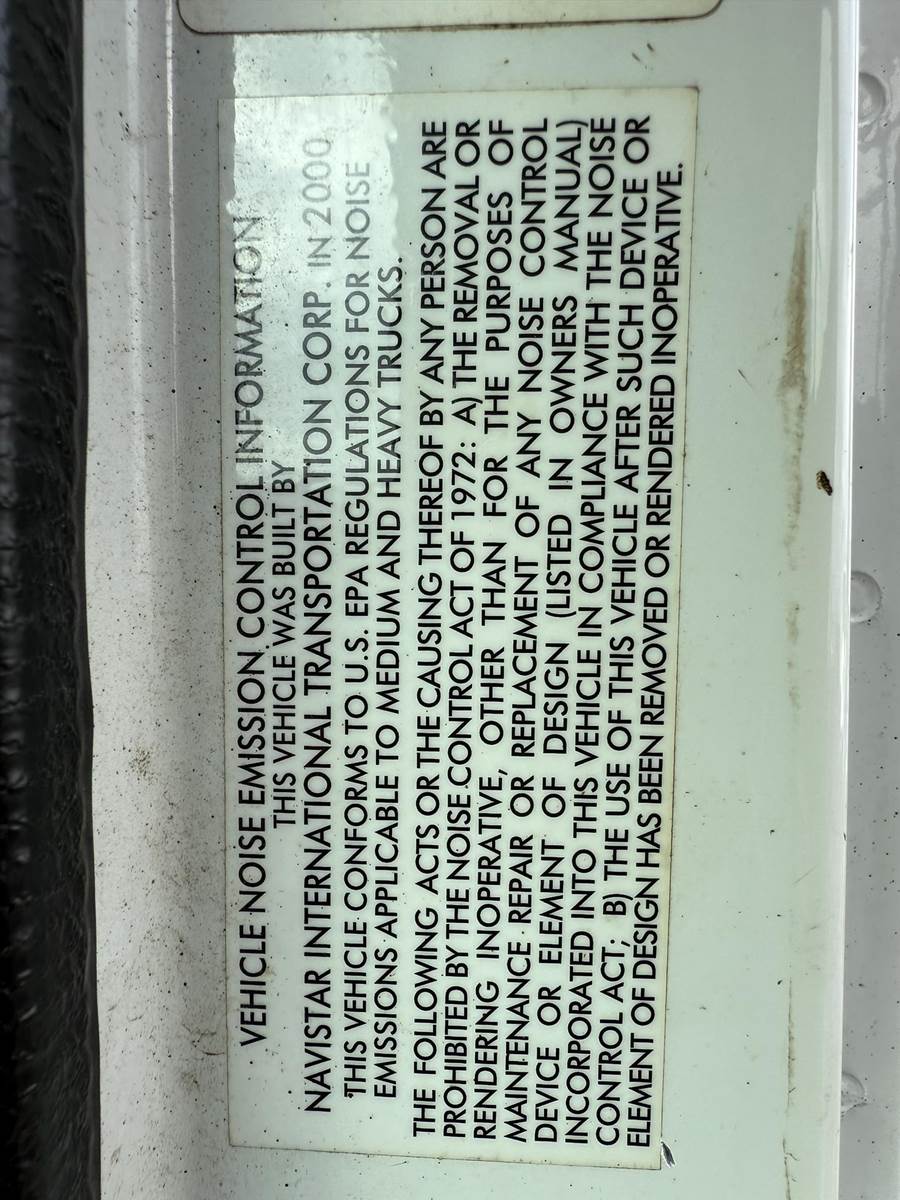 VEHICLE NOISE EMISSION CONTROL INFORMATION
THIS VEHICLE WAS BUILT BY
NAVISTAR INTERNATIONAL TRANSPORTATION CORP. IN 2000
THIS VEHICLE CONFORMS TO U.S. EPA REGULATIONS FOR NOISE
EMISSIONS APPLICABLE TO MEDIUM AND HEAVY TRUCKS.
THE FOLLOWING ACTS OR THE CAUSING THEREOF BY ANY PERSON ARE
PROHIBITED BY THE NOISE CONTROL ACT OF 1972: A) THE REMOVAL OR
RENDERING INOPERATIVE, OTHER THAN FOR THE PURPOSES OF
MAINTENANCE REPAIR OR REPLACEMENT OF ANY NOISE CONTROL
DEVICE OR ELEMENT OF DESIGN (LISTED IN OWNERS MANUAL)
INCORPORATED INTO THIS VEHICLE IN COMPLIANCE WITH THE NOISE
CONTROL ACT; B) THE USE OF THIS VEHICLE AFTER SUCH DEVICE OR
ELEMENT OF DESIGN HAS BEEN REMOVED OR RENDERED INOPERATIVE.